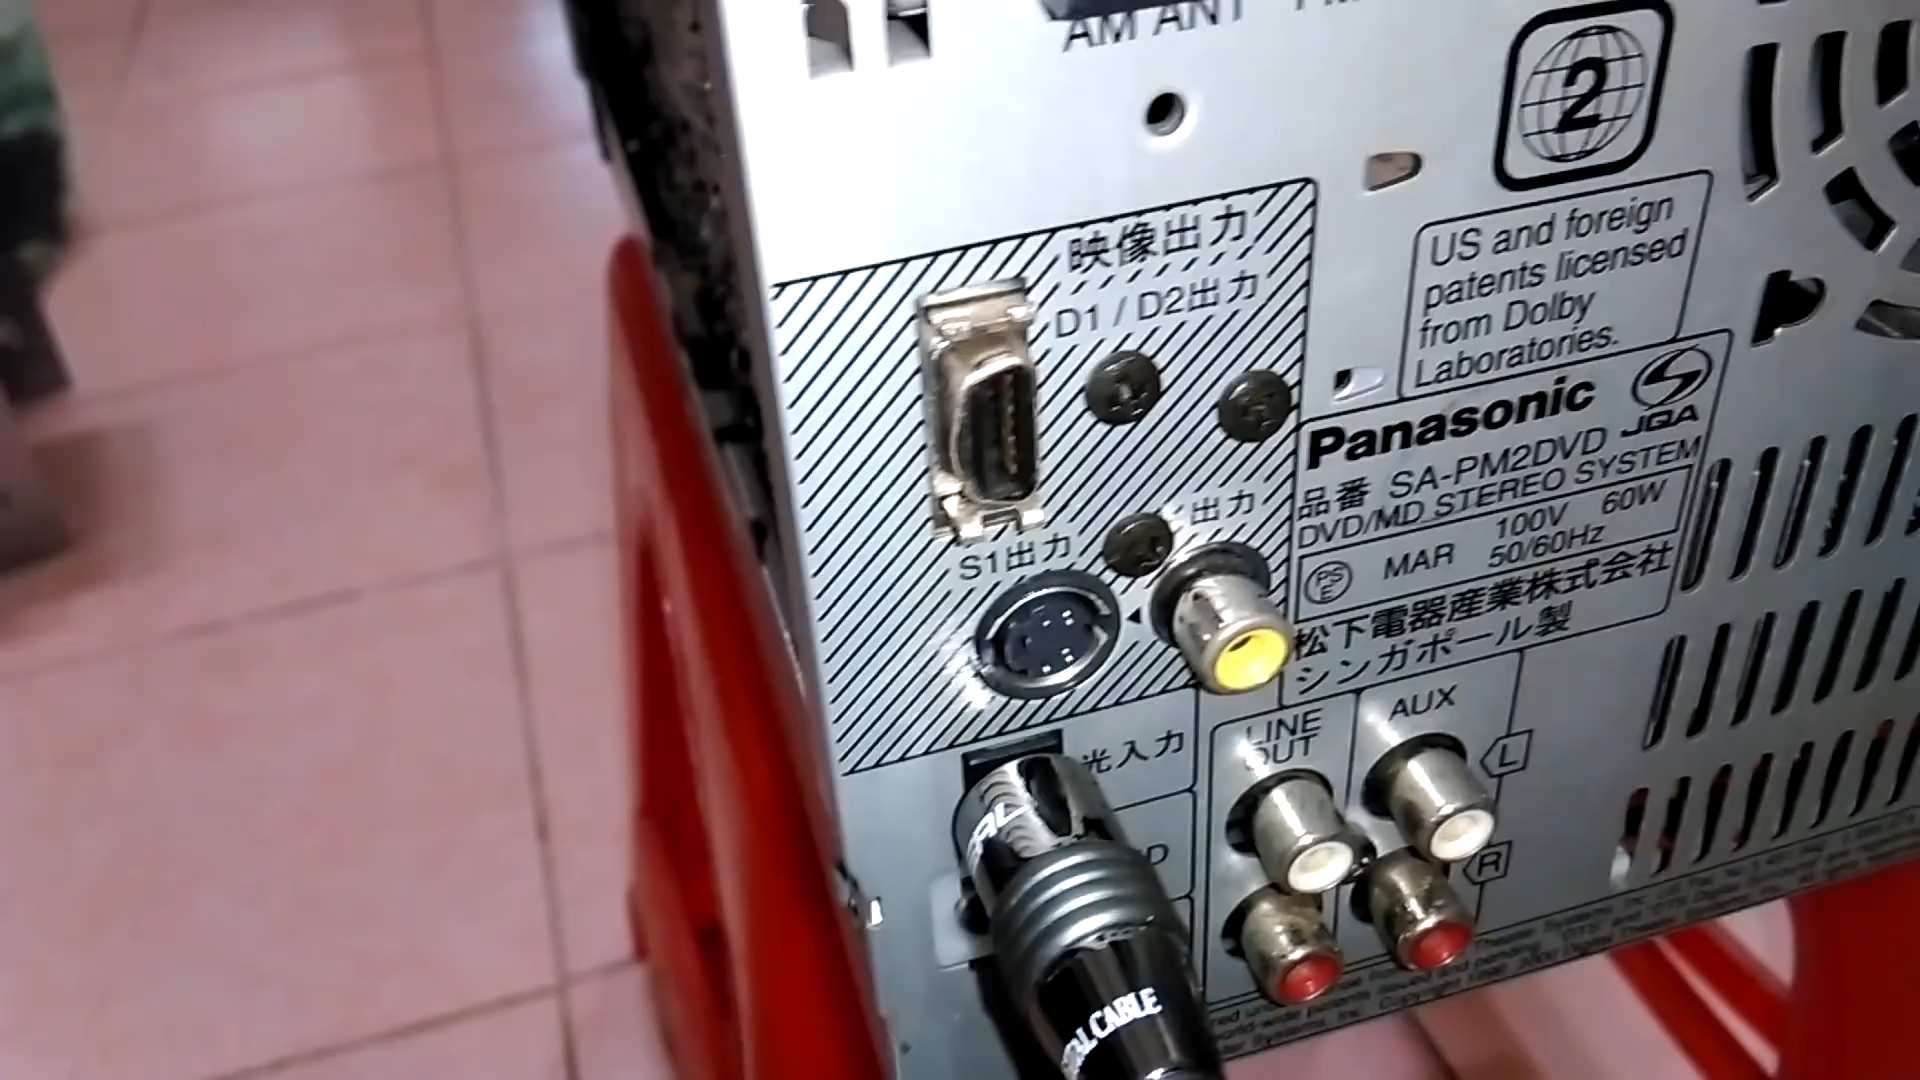 AM ANT
2
映像出力
D1 / D2出力
US and foreign
patents licensed
from Dolby
Laboratories.
Panasonic
JQA
品番 SA-PM2DVD
DVD/MD STEREO SYSTEM
100V 60W
MAR 50/60Hz
PS
E
松下電器産業株式会社
シンガポール製
出力
S1出力
光入力
LINE
OUT
AUX
L
R
CABLE